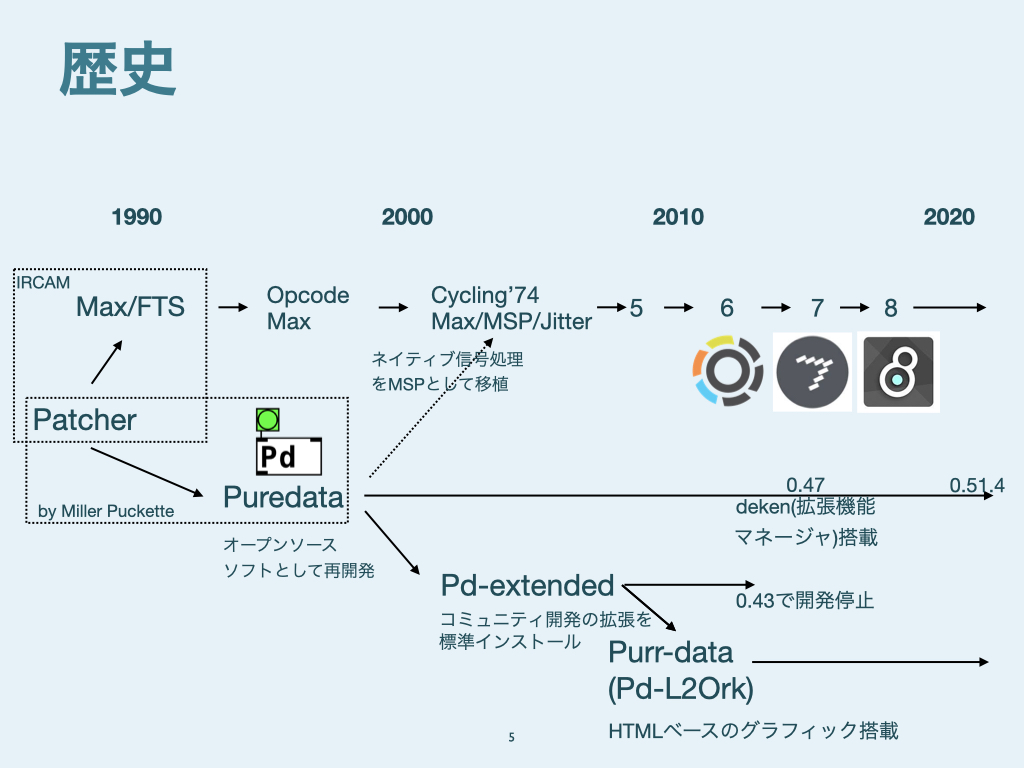 歴史
1990
2000
2010
2020
IRCAM
Max/FTS
Opcode
Max
Cycling’74
Max/MSP/Jitter
5
6
7
8
ネイティブ信号処理
をMSPとして移植
Patcher
Pd
Puredata
by Miller Puckette
オープンソース
ソフトとして再開発
0.47
deken(拡張機能
マネージャ)搭載
0.51.4
Pd-extended
コミュニティ開発の拡張を
標準インストール
0.43で開発停止
Purr-data
(Pd-L2Ork)
HTMLベースのグラフィック搭載
5